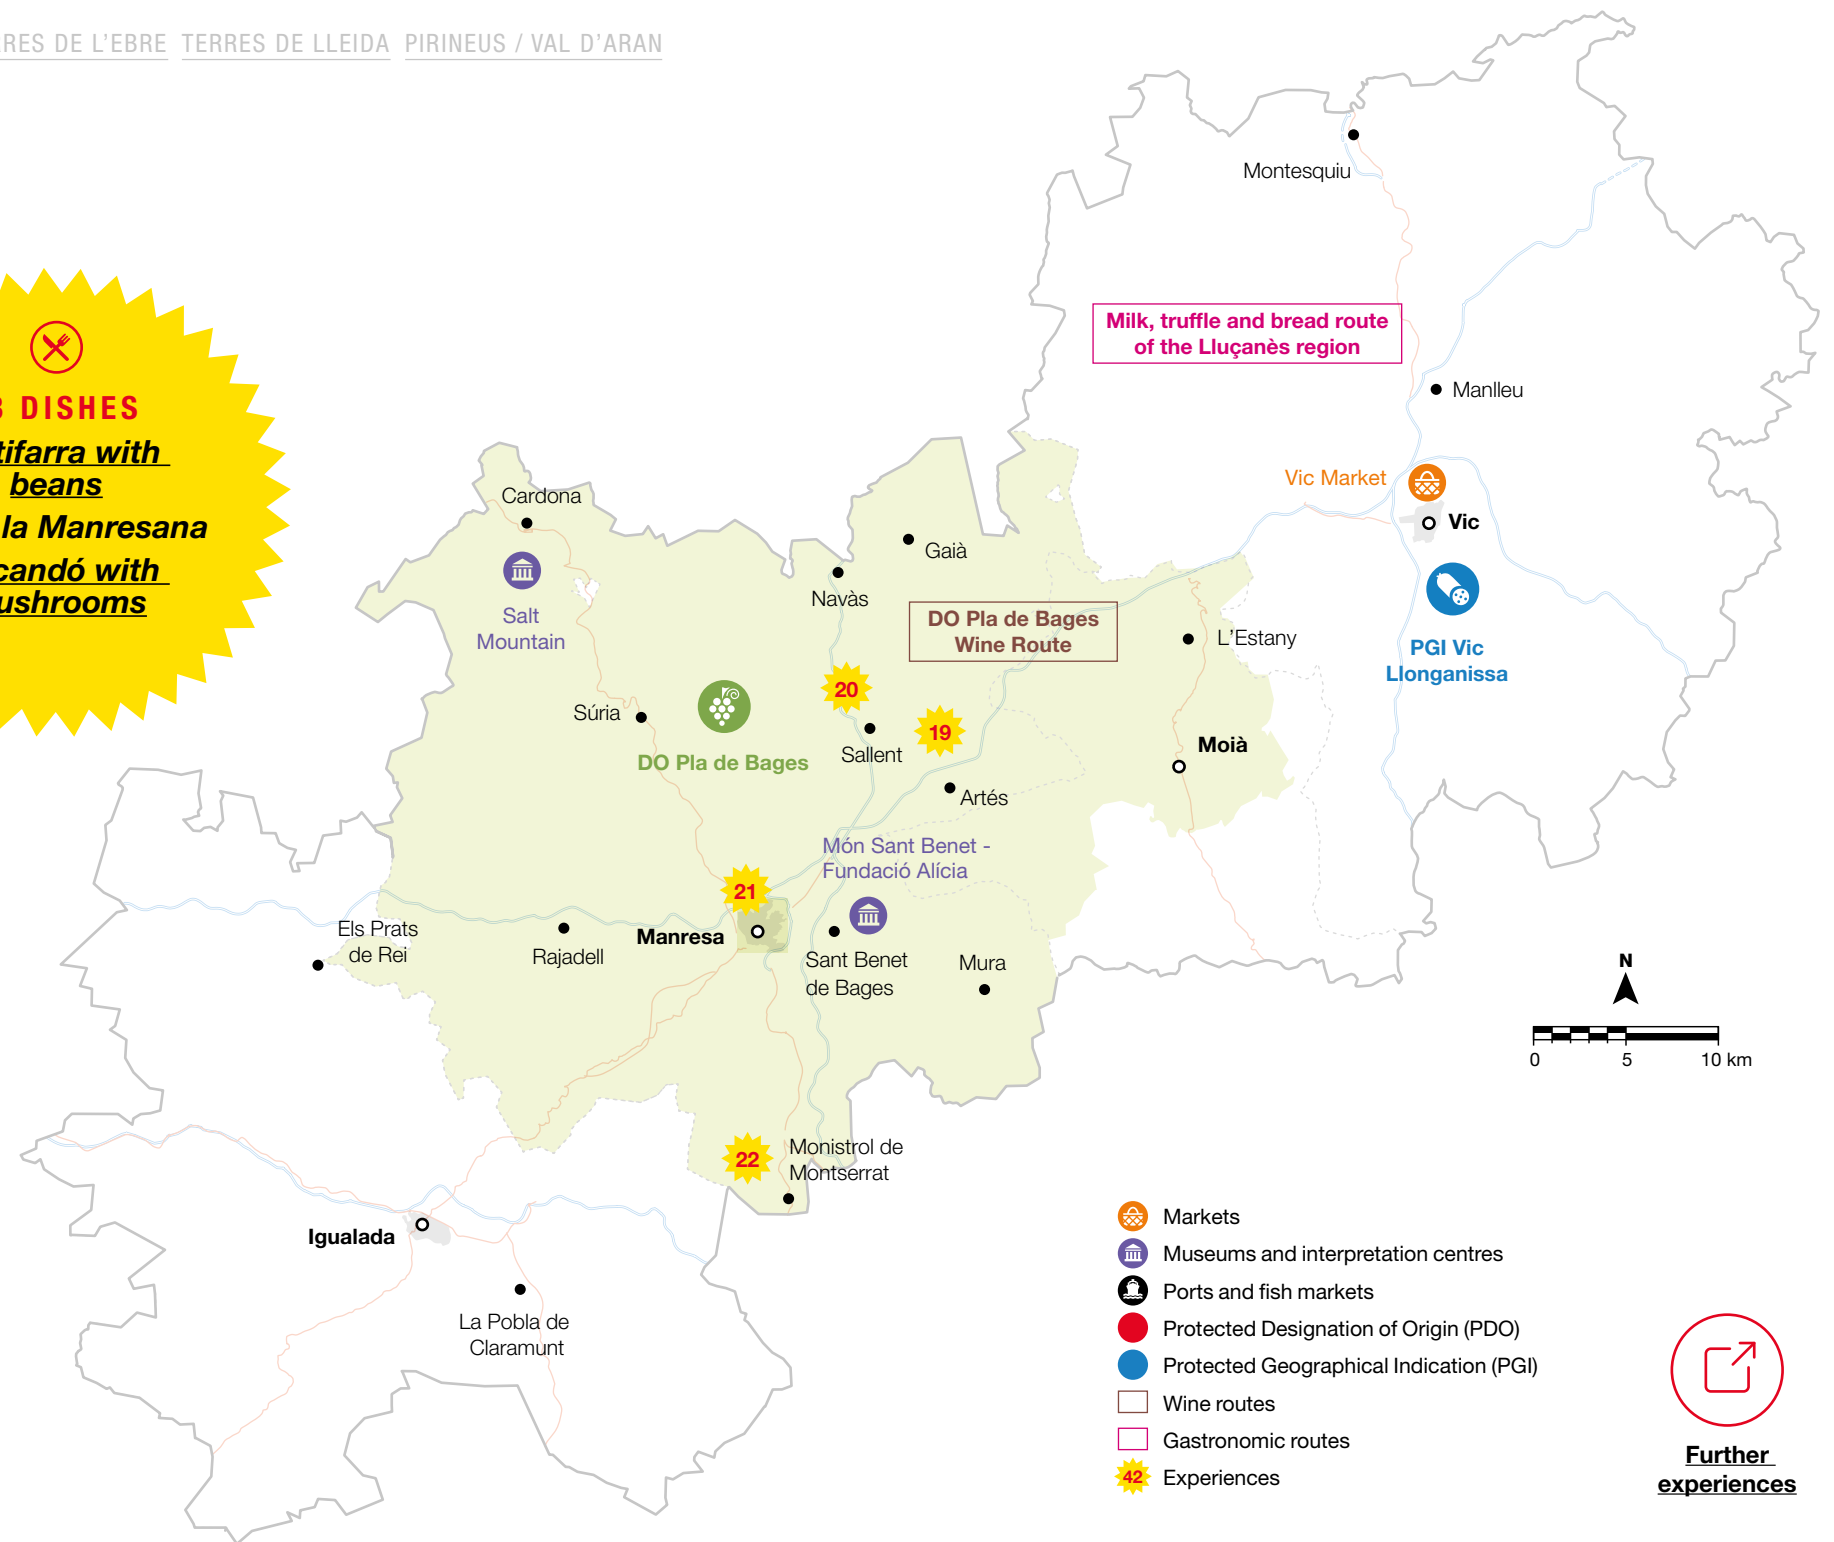 RES DE L'EBRE TERRES DE LLEIDA PIRINEUS / VAL D'ARAN
Montesquiu
Milk, truffle and bread route
of the Lluçanès region
Manlleu
DISHES
with
beans
la Manresana
with
Vic Market
Vic
Cardona
Gaià
Navàs
Salt
Mountain
DO Pla de Bages
Wine Route
L'Estany
PGI Vic
Llonganissa
20
Súria
19
Sallent
Moià
DO Pla de Bages
Artés
Món Sant Benet -
Fundació Alícia
21
Els Prats
de Rei
Rajadell
Manresa
Sant Benet
de Bages
Mura
N
0 5 10 km
22
Monistrol de
Montserrat
Igualada
La Pobla de
Claramunt
Markets
Museums and interpretation centres
Ports and fish markets
Protected Designation of Origin (PDO)
Protected Geographical Indication (PGI)
Wine routes
Gastronomic routes
42 Experiences
Further
experiences